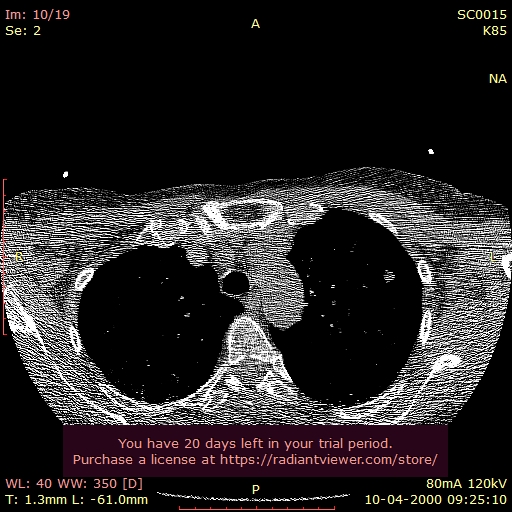 Im: 10/19
Se: 2
A
SC0015
K85
NA
R
L
You have 20 days left in your trial period.
Purchase a license at https://radiantviewer.com/store/
WL: 40 WW: 350 [D]
T: 1.3mm L: -61.0mm
P
80mA 120kV
10-04-2000 09:25:10